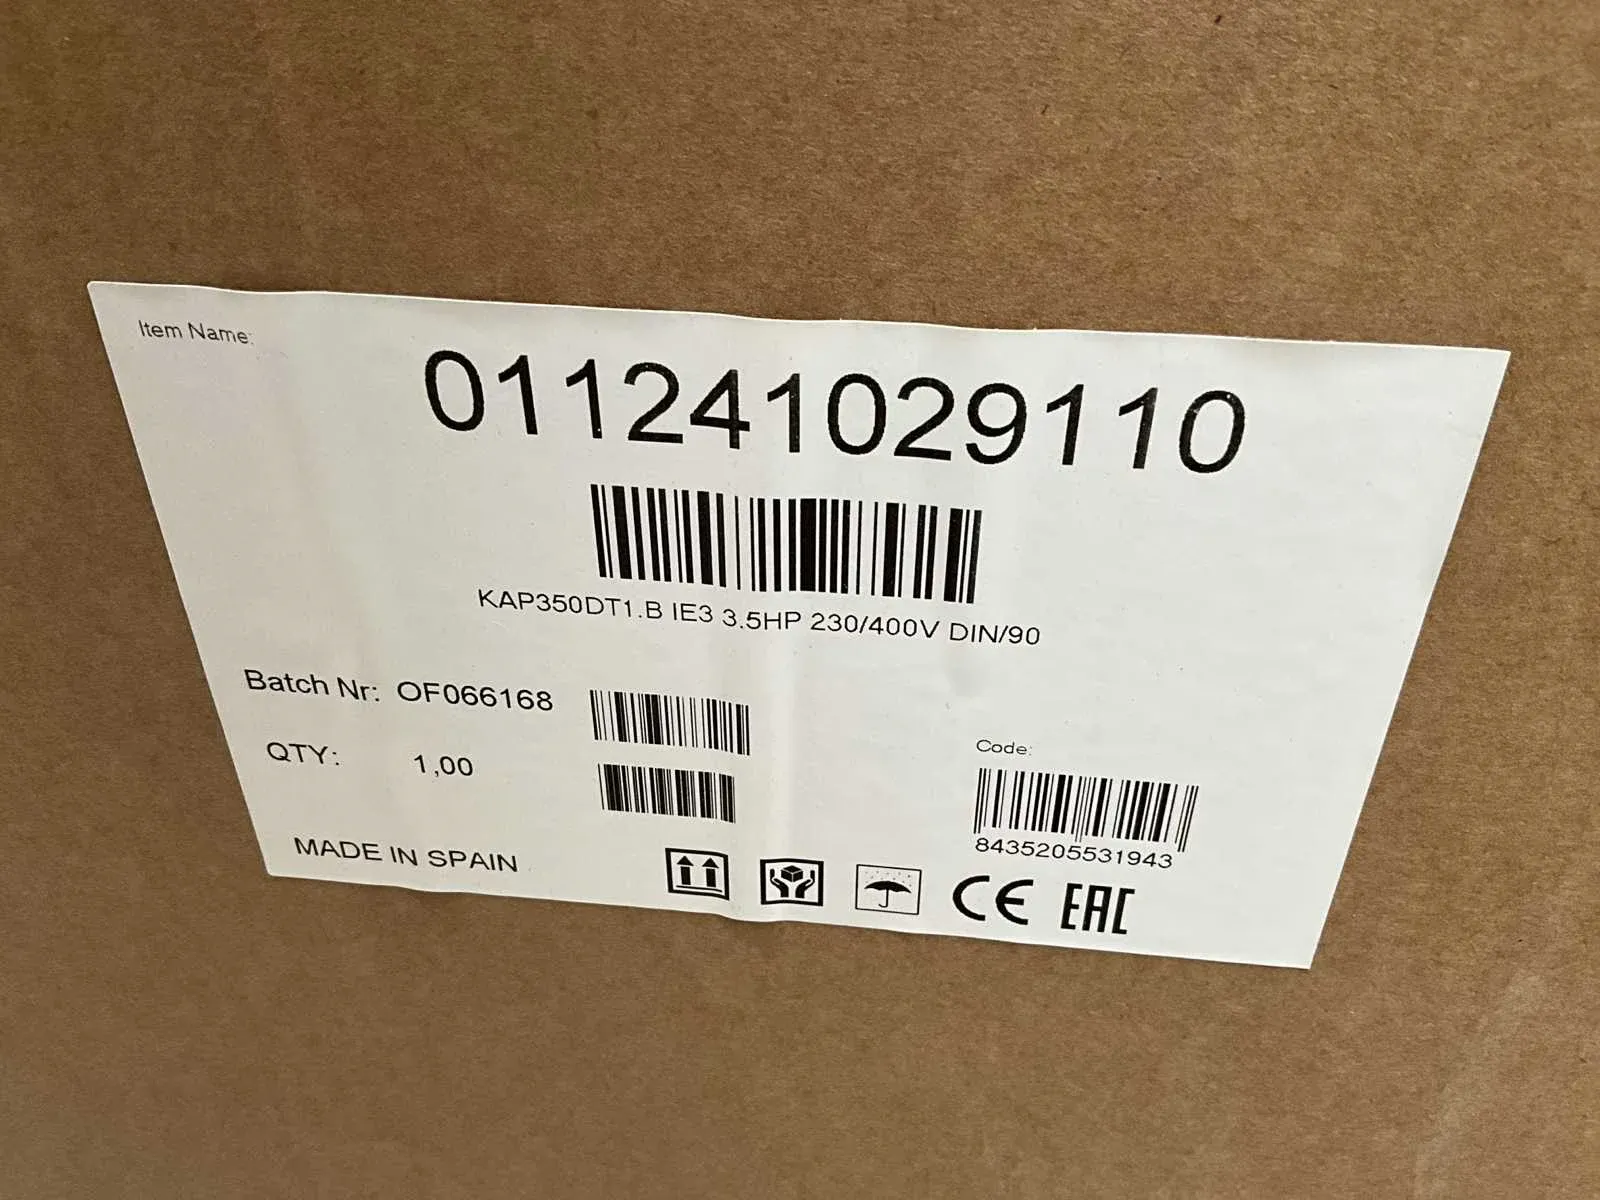 Item Name:
011241029110
KAP350DT1.B IE3 3.5HP 230/400V DIN/90
Batch Nr: OF066168
QTY: 1,00
Code:
8435205531943
MADE IN SPAIN
CE EAC